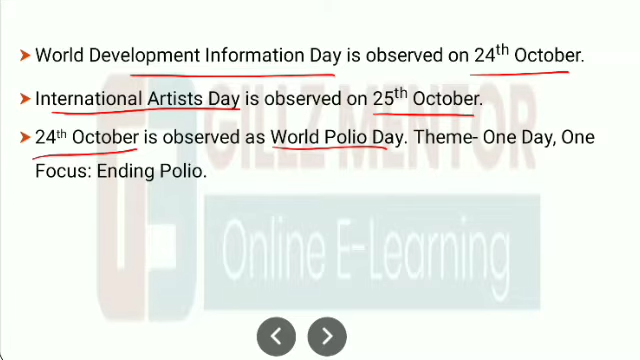 ➤ World Development Information Day is observed on 24th October.
➤ International Artists Day is observed on 25th October.
➤ 24th October is observed as World Polio Day. Theme- One Day, One
Focus: Ending Polio.
GILLZ MENTOR
Online E-Learning